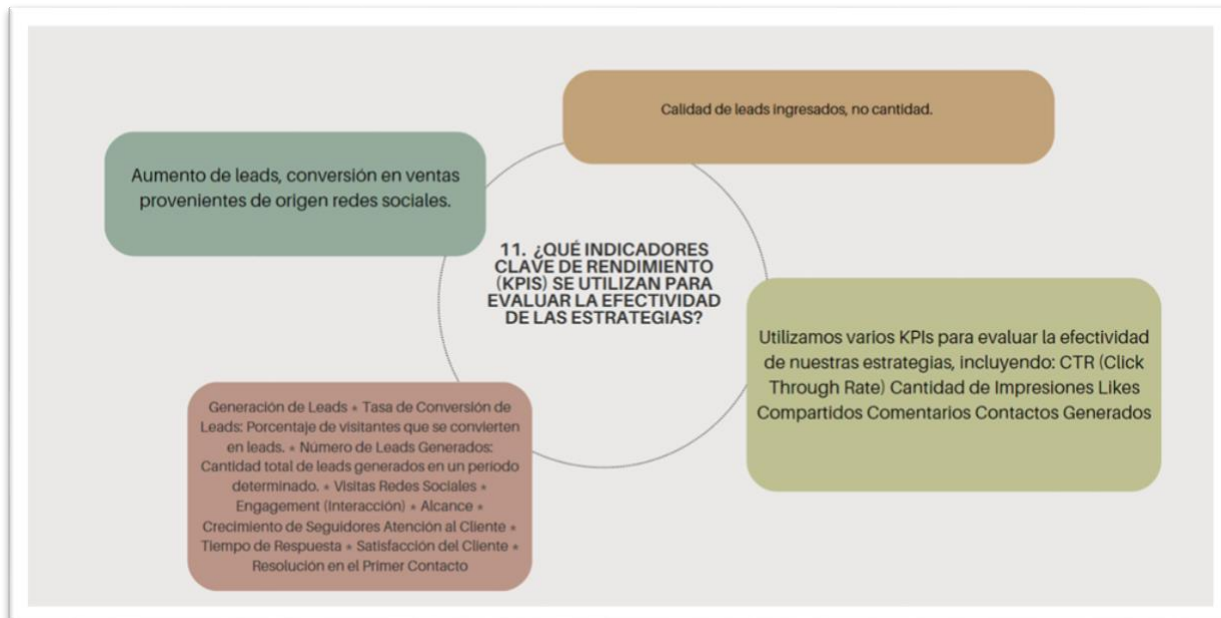 Calidad de leads ingresados, no cantidad.
Aumento de leads, conversión en ventas
provenientes de origen redes sociales.
11. ¿QUÉ INDICADORES
CLAVE DE RENDIMIENTO
(KPIS) SE UTILIZAN PARA
EVALUAR LA EFECTIVIDAD
DE LAS ESTRATEGIAS?
Utilizamos varios KPIs para evaluar la efectividad
de nuestras estrategias, incluyendo: CTR (Click
Through Rate) Cantidad de Impresiones Likes
Compartidos Comentarios Contactos Generados
Generación de Leads * Tasa de Conversión de
Leads: Porcentaje de visitantes que se convierten
en leads. * Número de Leads Generados:
Cantidad total de leads generados en un período
determinado. * Visitas Redes Sociales *
Engagement (Interacción) * Alcance *
Crecimiento de Seguidores Atención al Cliente *
Tiempo de Respuesta * Satisfacción del Cliente *
Resolución en el Primer Contacto